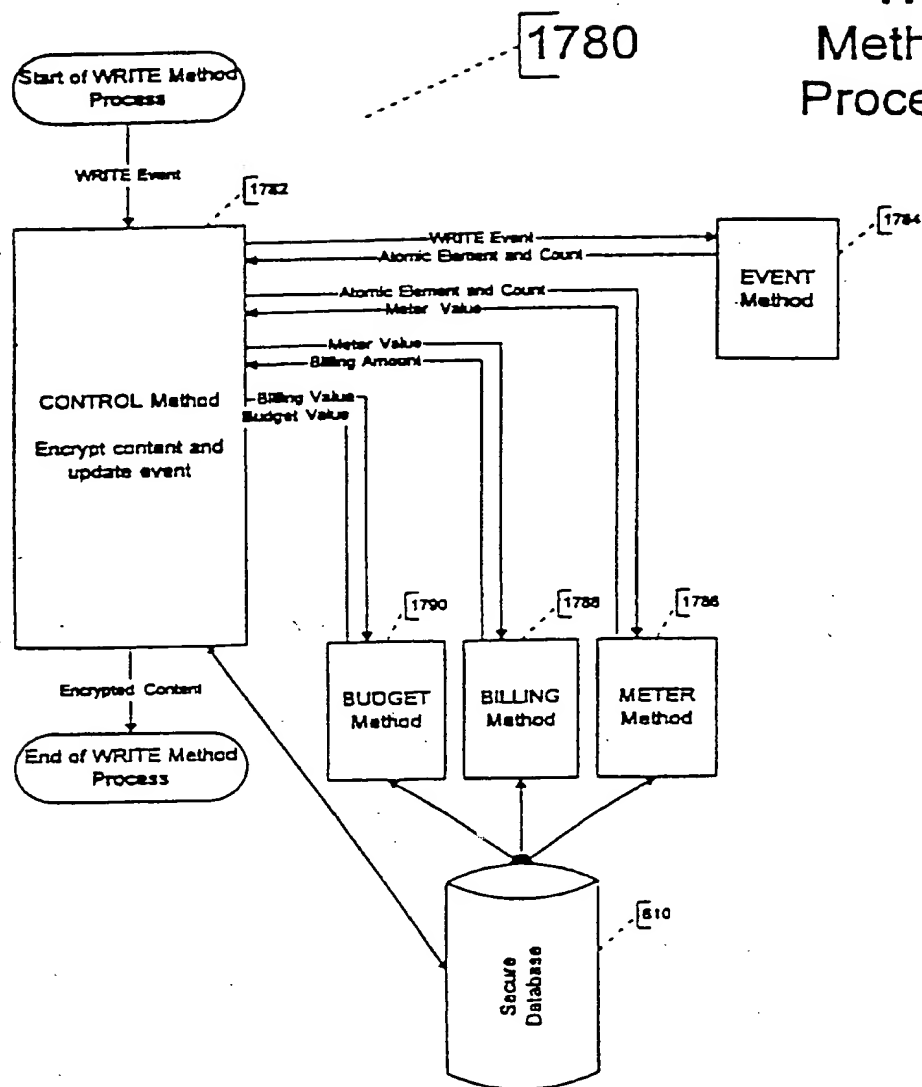 1780
Start of WRITE Method
Process
WRITE Event
1782
WRITE Event
Atomic Element and Count
1784
EVENT
Method
Atomic Element and Count
Meter Value
Meter Value
Billing Amount
Billing Value
Budget Value
CONTROL Method
Encrypt content and
update event
1790
1788
1786
BUDGET
Method
BILLING
Method
METER
Method
Encrypted Content
End of WRITE Method
Process
610
Secure
Database